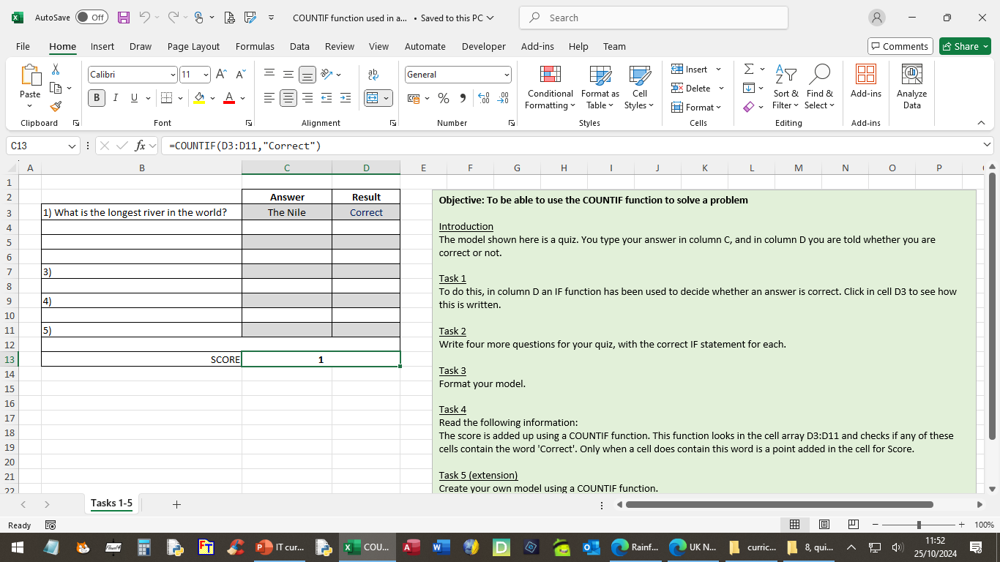 AutoSave Off COUNTIF function used in a... • Saved to this PC Search
File Home Insert Draw Page Layout Formulas Data Review View Automate Developer Add-ins Help Team Comments Share
Paste Calibri 11 General Conditional Formatting Format as Table Cell Styles Insert Delete Format Sort & Filter Find & Select Add-ins Analyze Data
Clipboard Font Alignment Number Styles Cells Editing Add-ins
C13 fx =COUNTIF(D3:D11,"Correct")
A B C D E F G H I J K L M N O P
1
2 Answer Result
3 1) What is the longest river in the world? The Nile Correct
4
5
6
7 3)
8
9 4)
10
11 5)
12
13 SCORE 1
14
15
16
17
18
19
20
21
22
Objective: To be able to use the COUNTIF function to solve a problem
Introduction
The model shown here is a quiz. You type your answer in column C, and in column D you are told whether you are
correct or not.
Task 1
To do this, in column D an IF function has been used to decide whether an answer is correct. Click in cell D3 to see how
this is written.
Task 2
Write four more questions for your quiz, with the correct IF statement for each.
Task 3
Format your model.
Task 4
Read the following information:
The score is added up using a COUNTIF function. This function looks in the cell array D3:D11 and checks if any of these
cells contain the word 'Correct'. Only when a cell does contain this word is a point added in the cell for Score.
Task 5 (extension)
Create your own model using a COUNTIF function.
Tasks 1-5
Ready 100%
IT cur... COU... Rainf... UK N... curric... 8, qui... 11:52
25/10/2024